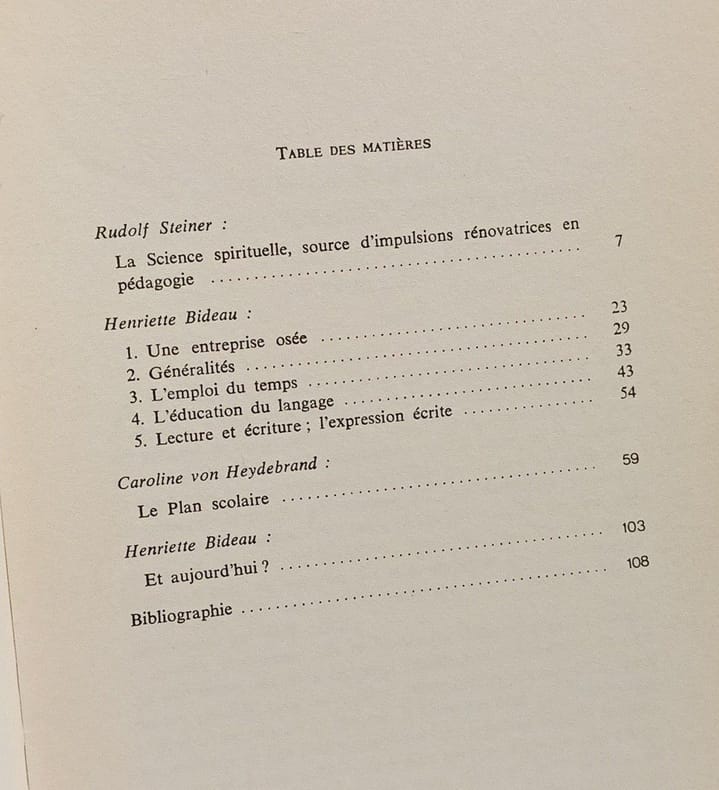 TABLE DES MATIÈRES
Rudolf Steiner :
La Science spirituelle, source d'impulsions rénovatrices en
pédagogie ........................................ 7
Henriette Bideau :
1. Une entreprise osée ........................................ 23
2. Généralités ........................................ 29
3. L'emploi du temps ........................................ 33
4. L'éducation du langage ........................................ 43
5. Lecture et écriture ; l'expression écrite .................... 54
Caroline von Heydebrand :
Le Plan scolaire ........................................ 59
Henriette Bideau :
Et aujourd'hui ? ........................................ 103
Bibliographie ........................................ 108